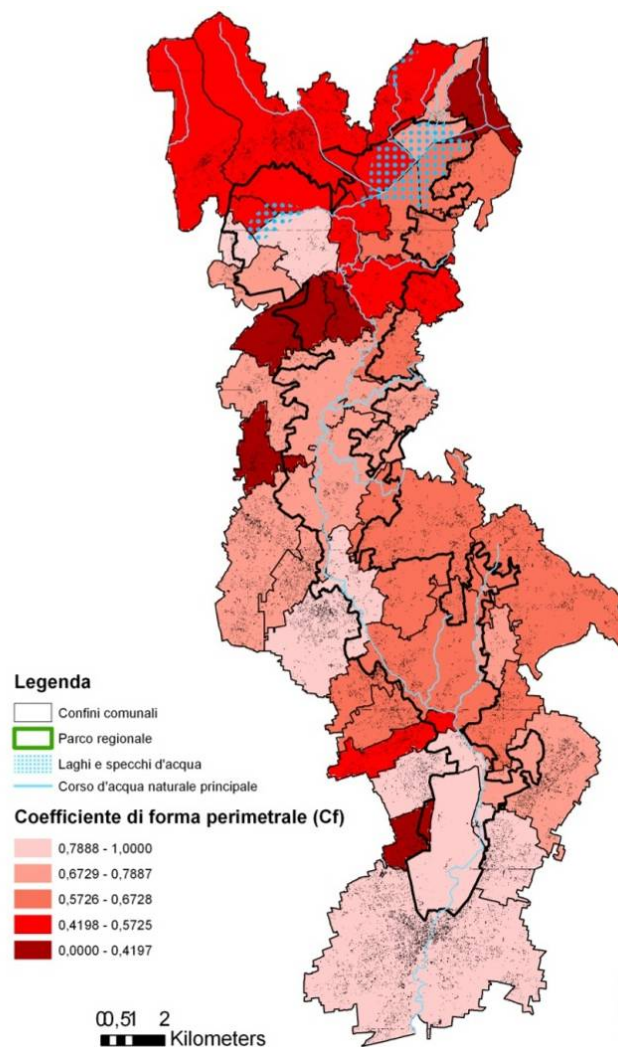 Legenda
Confini comunali
Parco regionale
Laghi e specchi d'acqua
Corso d'acqua naturale principale
Coefficiente di forma perimetrale (Cf)
0,7888 - 1,0000
0,6729 - 0,7887
0,5726 - 0,6728
0,4198 - 0,5725
0,0000 - 0,4197
00,51 2
Kilometers